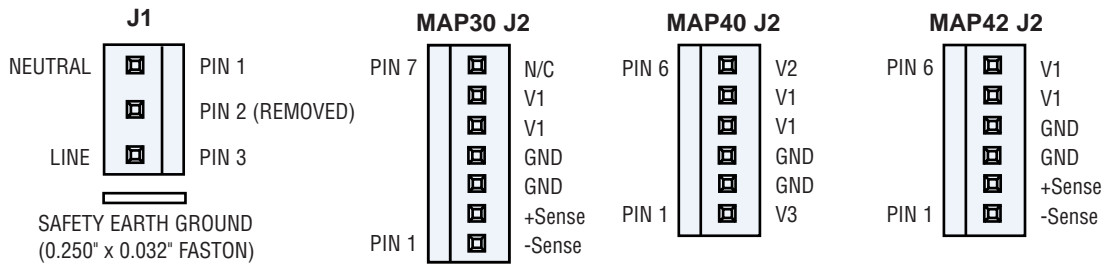 J1
NEUTRAL PIN 1
PIN 2 (REMOVED)
LINE PIN 3
SAFETY EARTH GROUND
(0.250" x 0.032" FASTON)
MAP30 J2
PIN 7 N/C
V1
V1
GND
GND
+Sense
PIN 1 -Sense
MAP40 J2
PIN 6 V2
V1
V1
GND
GND
PIN 1 V3
MAP42 J2
PIN 6 V1
V1
GND
GND
+Sense
PIN 1 -Sense